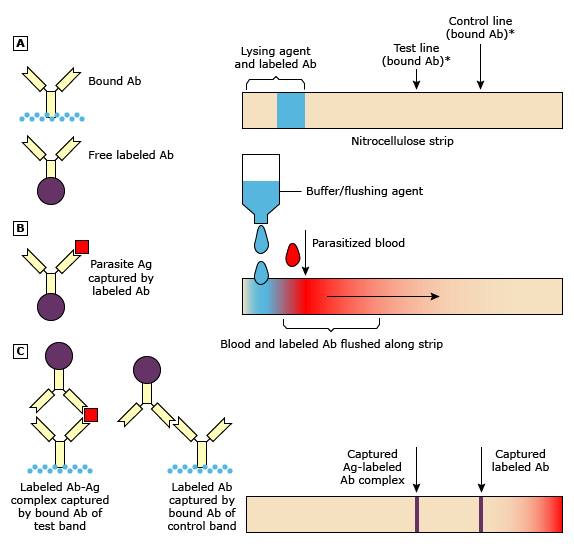 A
Bound Ab
Free labeled Ab
Lysing agent
and labeled Ab
Test line
(bound Ab)*
Control line
(bound Ab)*
Nitrocellulose strip
Buffer/flushing agent
B
Parasite Ag
captured by
labeled Ab
Parasitized blood
Blood and labeled Ab flushed along strip
C
Labeled Ab-Ag
complex captured
by bound Ab of
test band
Labeled Ab
captured by
bound Ab of
control band
Captured
Ag-labeled
Ab complex
Captured
labeled Ab